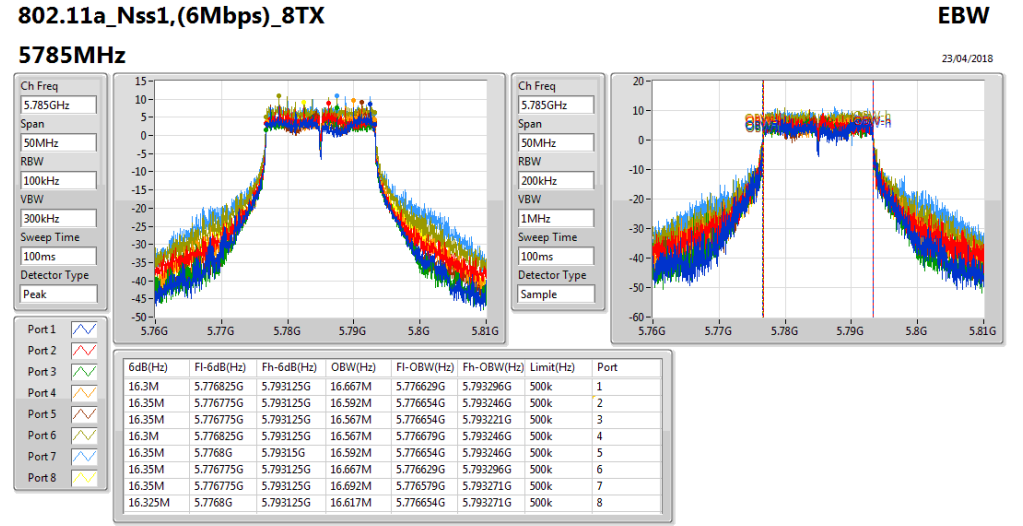 802.11a_Nss1,(6Mbps)_8TX EBW
5785MHz 23/04/2018
Ch Freq
5.785GHz
Span
50MHz
RBW
100kHz
VBW
300kHz
Sweep Time
100ms
Detector Type
Peak
15
10
5
0
-5
-10
-15
-20
-25
-30
-35
-40
-45
-50
5.76G 5.77G 5.78G 5.79G 5.8G 5.81G
Ch Freq
5.785GHz
Span
50MHz
RBW
200kHz
VBW
1MHz
Sweep Time
100ms
Detector Type
Sample
20
10
0
-10
-20
-30
-40
-50
-60
5.76G 5.77G 5.78G 5.79G 5.8G 5.81G
Port 1
Port 2
Port 3
Port 4
Port 5
Port 6
Port 7
Port 8
6dB(Hz) Fl-6dB(Hz) Fh-6dB(Hz) OBW(Hz) Fl-OBW(Hz) Fh-OBW(Hz) Limit(Hz) Port
16.3M 5.776825G 5.793125G 16.667M 5.776629G 5.793296G 500k 1
16.35M 5.776775G 5.793125G 16.592M 5.776654G 5.793246G 500k 2
16.35M 5.776775G 5.793125G 16.567M 5.776654G 5.793221G 500k 3
16.3M 5.776825G 5.793125G 16.567M 5.776679G 5.793246G 500k 4
16.35M 5.7768G 5.79315G 16.592M 5.776654G 5.793246G 500k 5
16.35M 5.776775G 5.793125G 16.667M 5.776629G 5.793296G 500k 6
16.35M 5.776775G 5.793125G 16.692M 5.776579G 5.793271G 500k 7
16.325M 5.7768G 5.793125G 16.617M 5.776654G 5.793271G 500k 8